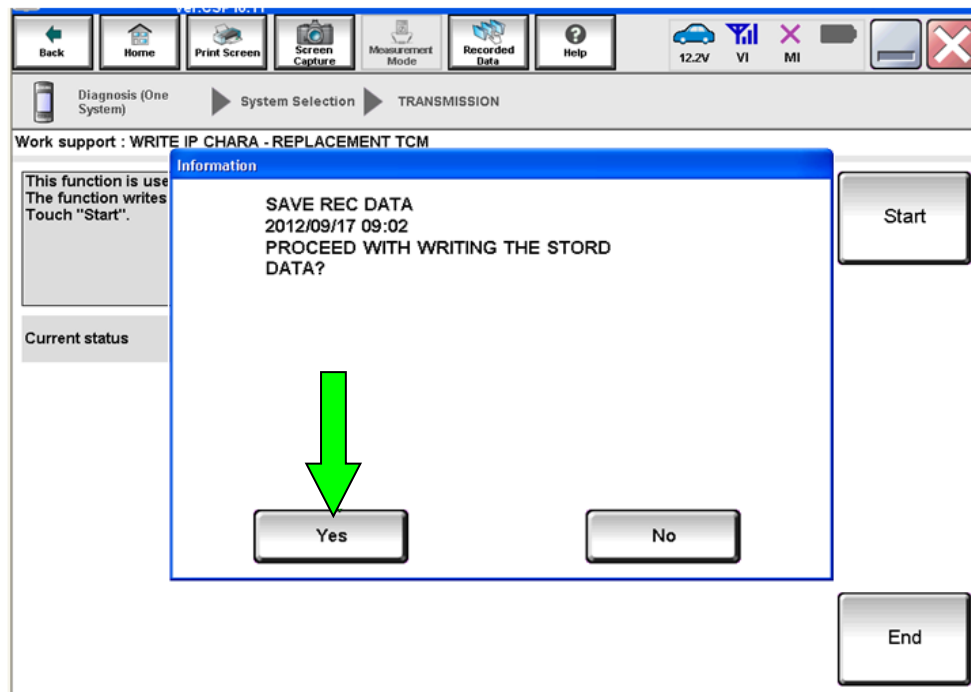 Back
Home
Print Screen
Screen
Capture
Measurement
Mode
Recorded
Data
Help
12.2V
VI
MI
Diagnosis (One
System)
System Selection
TRANSMISSION
Work support : WRITE IP CHARA - REPLACEMENT TCM
Information
This function is use
The function writes
Touch "Start".
SAVE REC DATA
2012/09/17 09:02
PROCEED WITH WRITING THE STORD
DATA?
Start
Current status
Yes
No
End